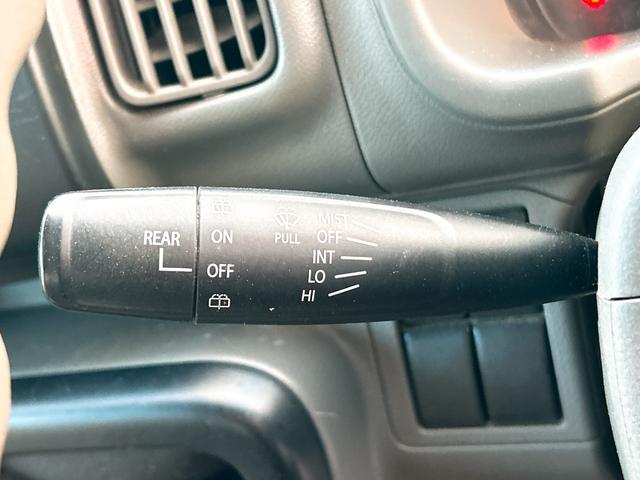 REAR
ON
OFF
PULL
MIST
OFF
INT
LO
HI